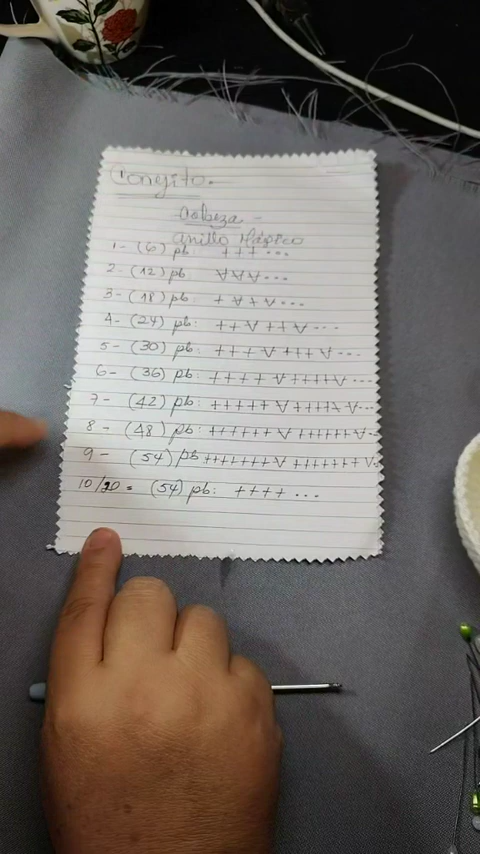 Conejito.
Cabeza -
Anillo Mágico
1- (6) pb + + + ...
2- (12) pb V V V ...
3- (18) pb: + V + V ...
4- (24) pb: + + V + + V ...
5- (30) pb: + + + V + + + V ...
6- (36) pb: + + + + V + + + + V ...
7- (42) pb: + + + + + V + + + + + V ...
8- (48) pb: + + + + + + V + + + + + + V ...
9- (54) pb + + + + + + + V + + + + + + + V ...
10/20 = (54) pb: + + + + ...